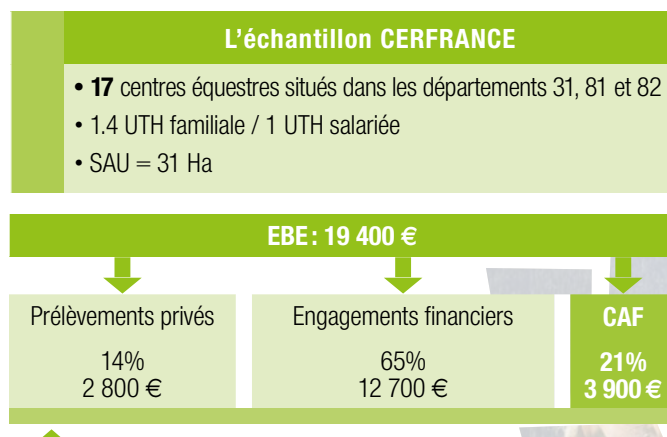 L'échantillon CERFRANCE
• 17 centres équestres situés dans les départements 31, 81 et 82
• 1.4 UTH familiale / 1 UTH salariée
• SAU = 31 Ha
EBE : 19 400 €
Prélèvements privés
14%
2 800 €
Engagements financiers
65%
12 700 €
CAF
21%
3 900 €